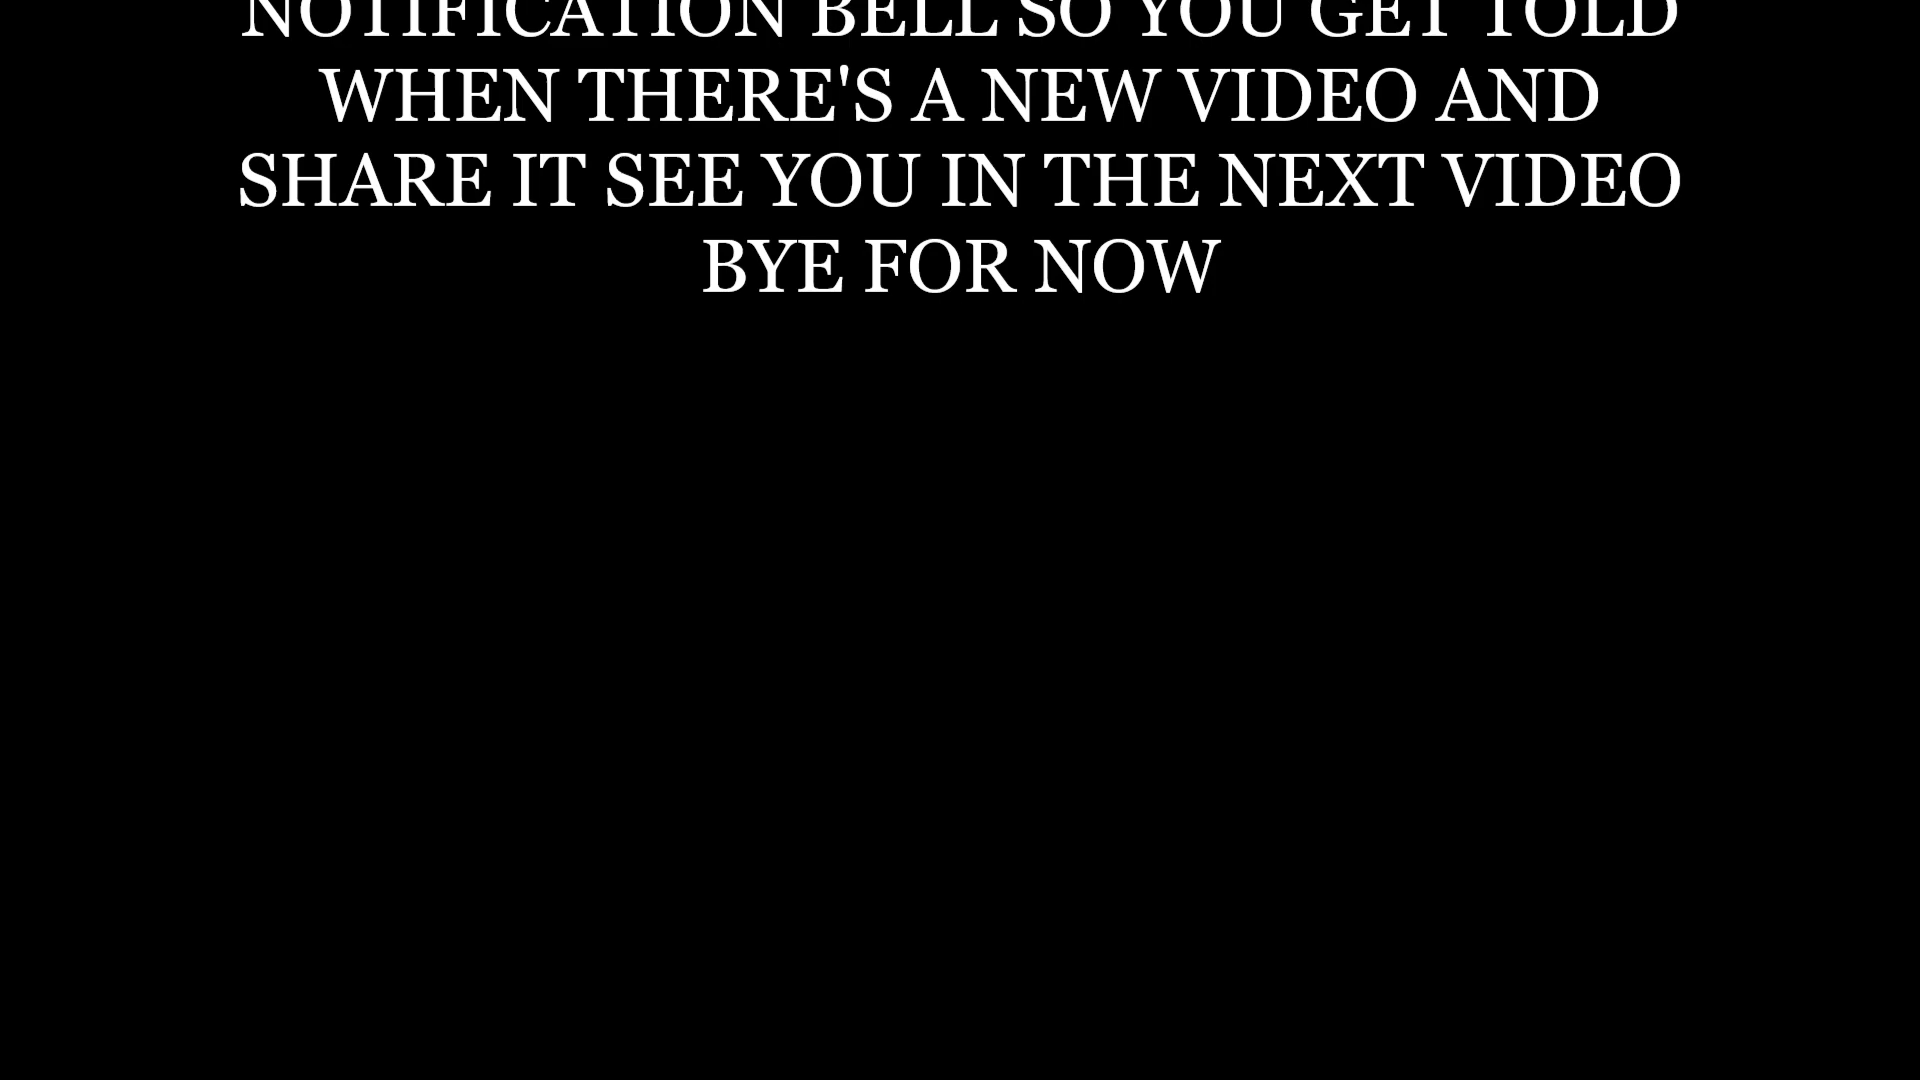 NOTIFICATION BELL SO YOU GET TOLD
WHEN THERE'S A NEW VIDEO AND
SHARE IT SEE YOU IN THE NEXT VIDEO
BYE FOR NOW